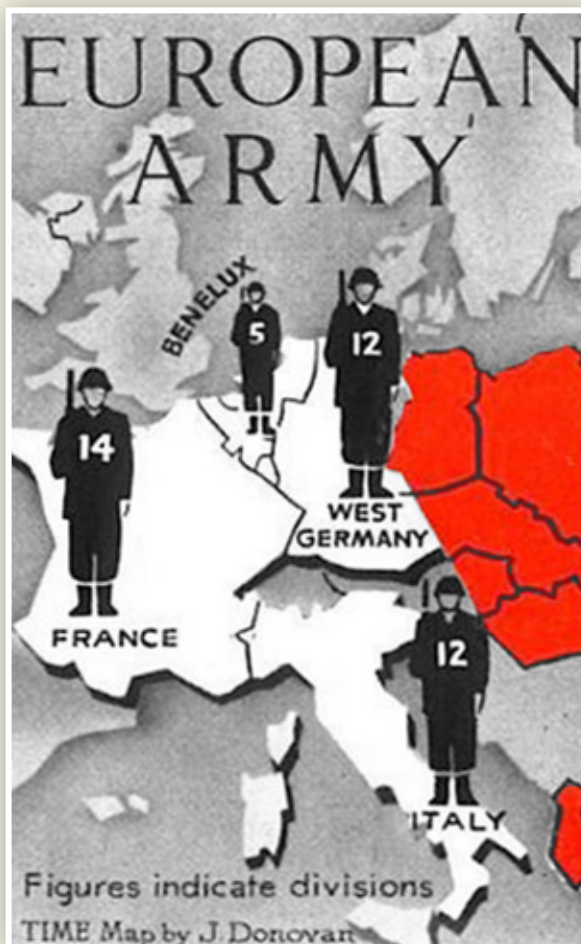 EUROPEAN
ARMY
BENELUX
5
12
14
WEST
GERMANY
FRANCE
12
ITALY
Figures indicate divisions
TIME Map by J. Donovan